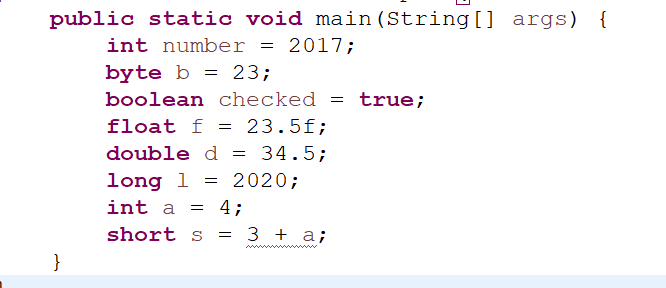 public static void main(String[] args) {
int number = 2017;
byte b = 23;
boolean checked = true;
float f = 23.5f;
double d = 34.5;
long l = 2020;
int a = 4;
short s = 3 + a;
}